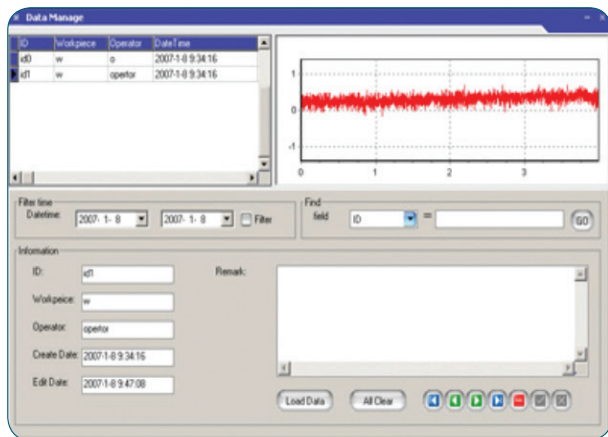 Data Manage
ID Workpiece Operator DateTime
id0 w o 2007-1-8 9:34:16
id1 w opertor 2007-1-8 9:34:16
1
0
-1
0 1 2 3
Filter time
Datetime: 2007- 1- 8 2007- 1- 8 Filter
Find
field ID = GO
Information
ID: id1
Remark:
Workpeice: w
Operator: opertor
Create Date: 2007-1-8 9:34:16
Edit Date: 2007-1-8 9:47:08
Load Data All Clear